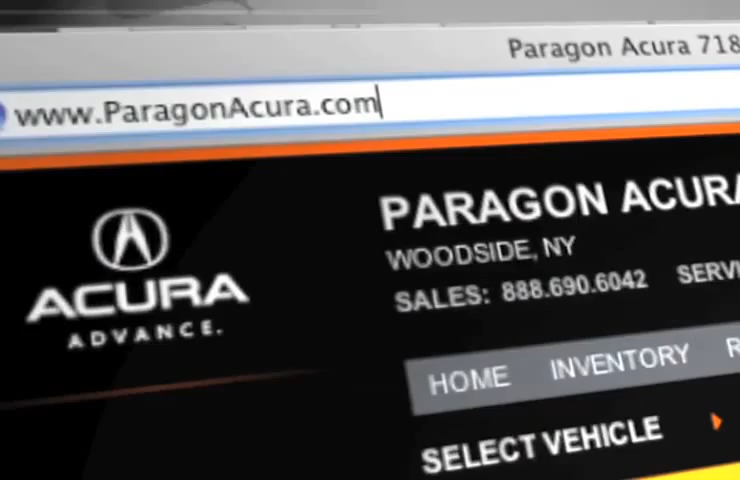 Paragon Acura 718
www.ParagonAcura.com
PARAGON ACURA
WOODSIDE, NY
SALES: 888.690.6042 SERVI
ACURA
ADVANCE.
HOME INVENTORY R
SELECT VEHICLE